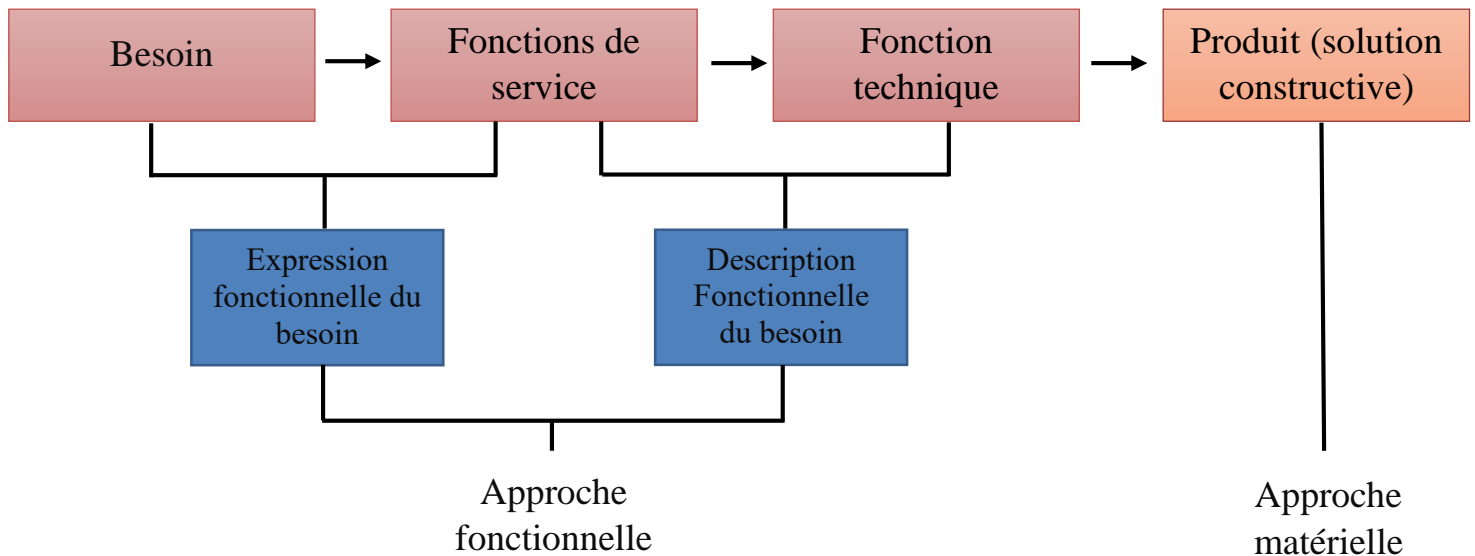 Besoin
Fonctions de
service
Fonction
technique
Produit (solution
constructive)
Expression
fonctionnelle du
besoin
Description
Fonctionnelle
du besoin
Approche
fonctionnelle
Approche
matérielle